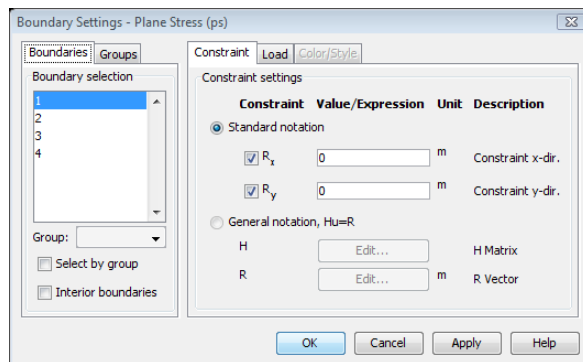 Boundary Settings - Plane Stress (ps)
Boundaries Groups
Constraint Load Color/Style
Boundary selection
1
2
3
4
Group:
Select by group
Interior boundaries
Constraint settings
Constraint Value/Expression Unit Description
Standard notation
Rx 0 m Constraint x-dir.
Ry 0 m Constraint y-dir.
General notation, Hu=R
H Edit... H Matrix
R Edit... m R Vector
OK Cancel Apply Help